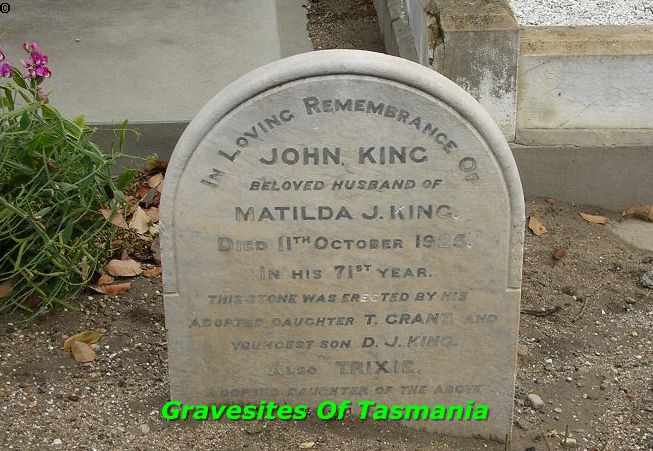 ©
IN LOVING REMEMBRANCE OF
JOHN. KING
BELOVED HUSBAND OF
MATILDA J. KING.
DIED 11TH OCTOBER 1925.
IN HIS 71ST YEAR.
THIS STONE WAS ERECTED BY HIS
ADOPTED DAUGHTER T. GRANT. AND
YOUNGEST SON D. J. KING.
ALSO TRIXIE.
ADOPTED DAUGHTER OF THE ABOVE
Gravesites Of Tasmania